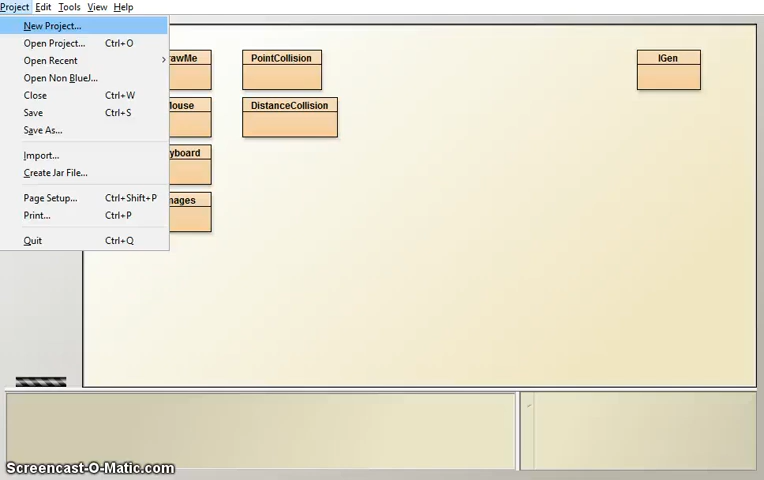 Project Edit Tools View Help
New Project...
Open Project... Ctrl+O
Open Recent
Open Non BlueJ...
Close Ctrl+W
Save Ctrl+S
Save As...
Import...
Create Jar File...
Page Setup... Ctrl+Shift+P
Print... Ctrl+P
Quit Ctrl+Q
awMe
PointCollision
IGen
Mouse
DistanceCollision
yboard
mages
Screencast-O-Matic.com